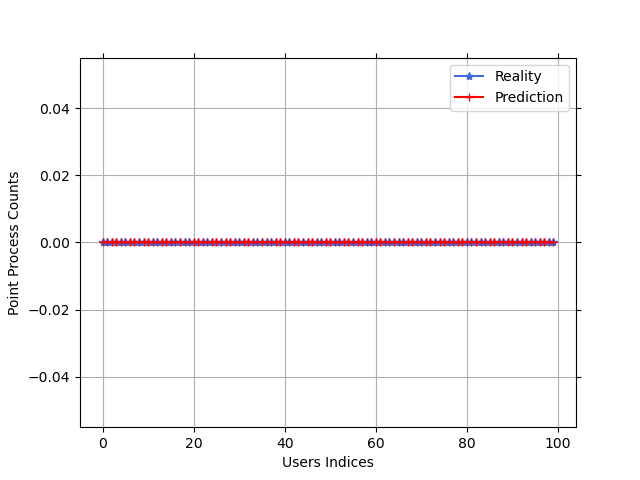 Reality
Prediction
0.04
0.02
0.00
−0.02
−0.04
Point Process Counts
0 20 40 60 80 100
Users Indices